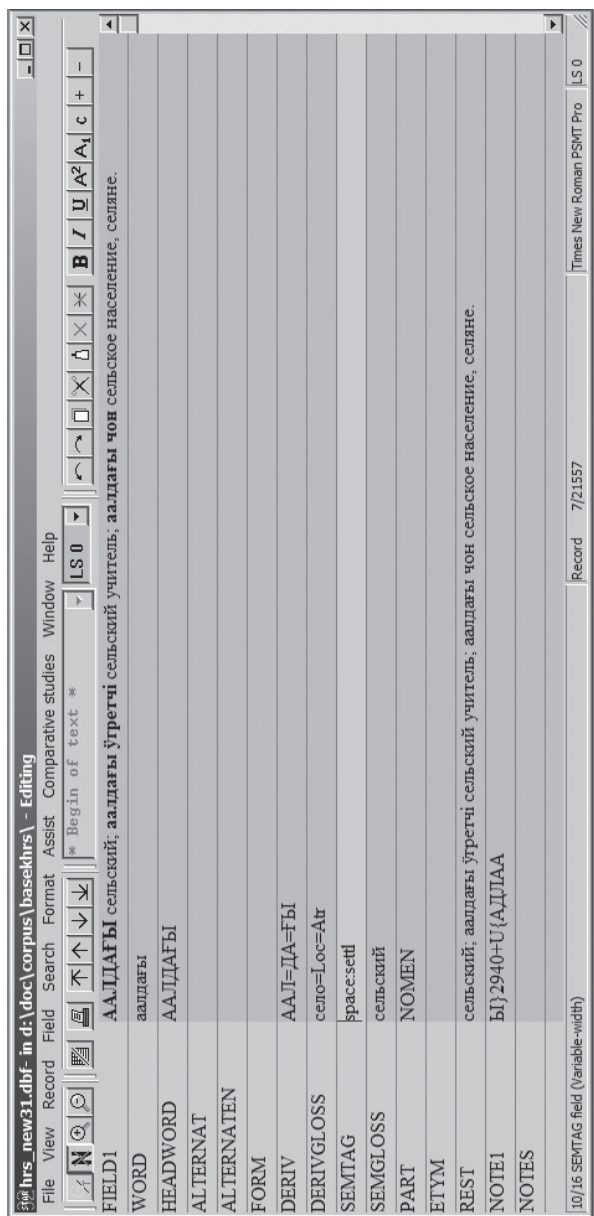 hrs_new31.dbf- in d:\doc\corpus\basekhrs\ - Editing
File View Record Field Search Format Assist Comparative studies Window Help
* Begin of text * LS 0 B I U A² A₁ c + −
FIELD1 ААЛДАҒЫ сельский; аалдағы ӱгретчі сельский учитель; аалдағы чон сельское население, селяне.
WORD аалдағы
HEADWORD ААЛДАҒЫ
ALTERNAT
ALTERNATEN
FORM
DERIV ААЛ=ДА=ҒЫ
DERIVGLOSS село=Loc=Atr
SEMTAG space:settl
SEMGLOSS сельский
PART NOMEN
ETYM
REST сельский; аалдағы ӱгретчі сельский учитель; аалдағы чон сельское население, селяне.
NOTE1 Ы}2940+U{АДЛАА
NOTES
10/16 SEMTAG field (Variable-width) Record 7/21557 Times New Roman PSMT Pro LS 0